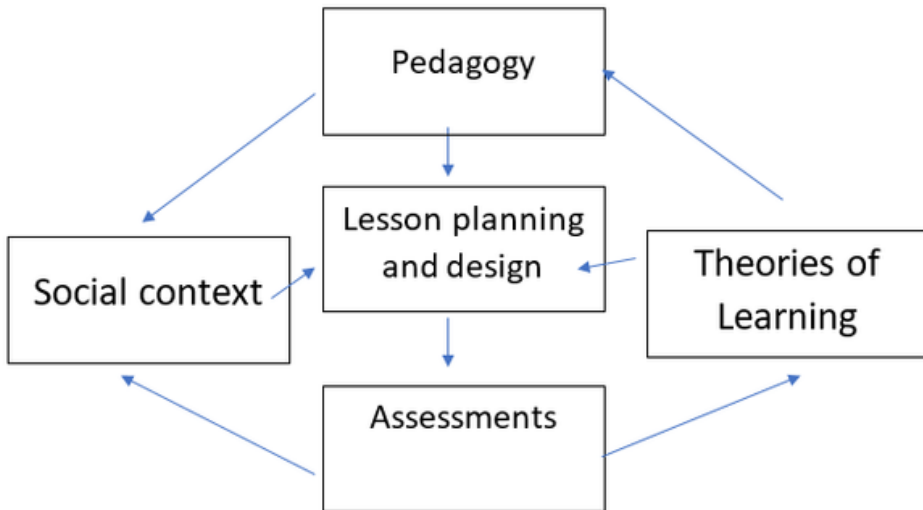 Pedagogy
Lesson planning
and design
Social context
Theories of
Learning
Assessments